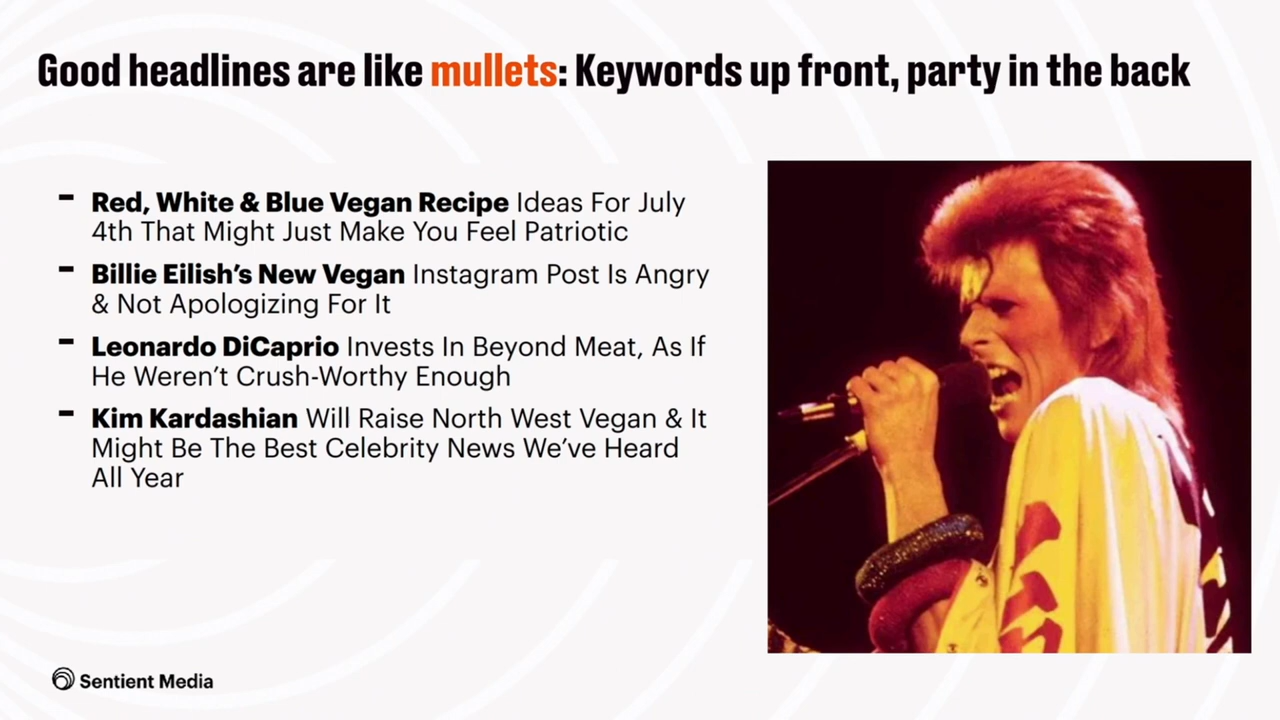 Good headlines are like mullets: Keywords up front, party in the back
- Red, White & Blue Vegan Recipe Ideas For July
4th That Might Just Make You Feel Patriotic
- Billie Eilish’s New Vegan Instagram Post Is Angry
& Not Apologizing For It
- Leonardo DiCaprio Invests In Beyond Meat, As If
He Weren’t Crush-Worthy Enough
- Kim Kardashian Will Raise North West Vegan & It
Might Be The Best Celebrity News We’ve Heard
All Year
Sentient Media